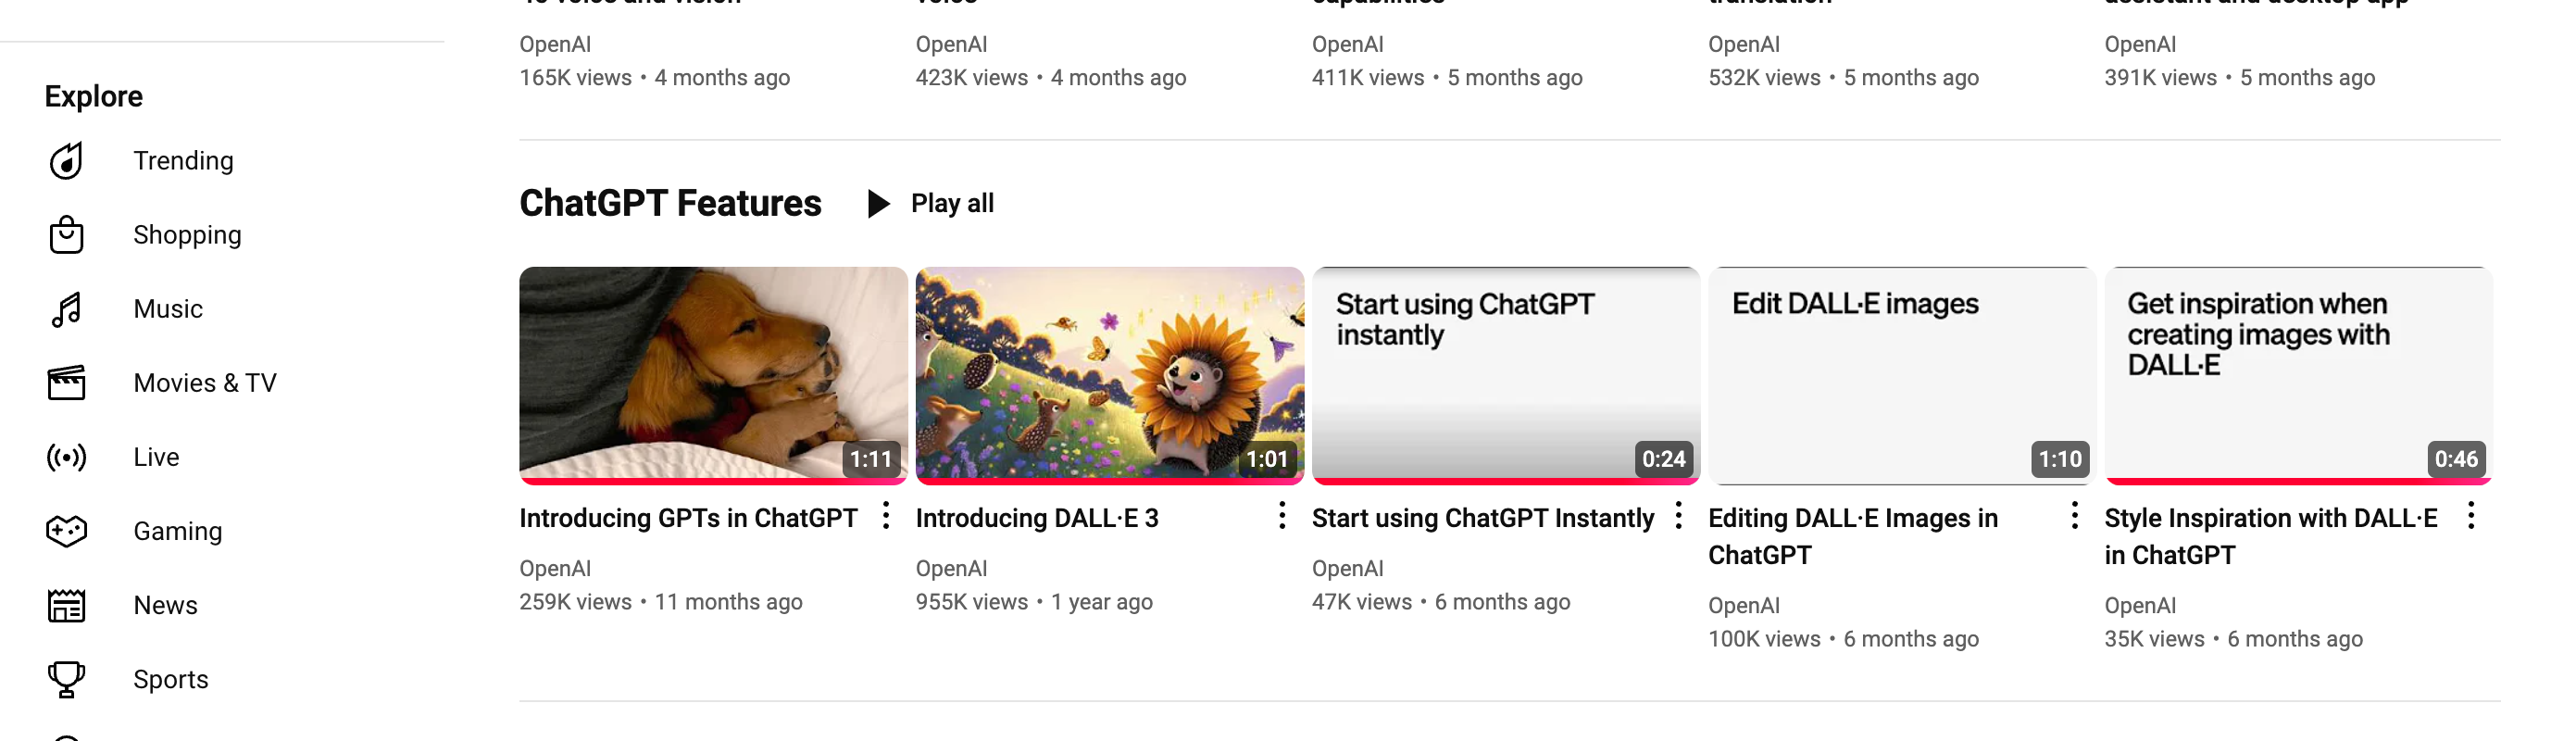 OpenAI
165K views • 4 months ago
OpenAI
423K views • 4 months ago
OpenAI
411K views • 5 months ago
OpenAI
532K views • 5 months ago
OpenAI
391K views • 5 months ago
Explore
Trending
Shopping
Music
Movies & TV
Live
Gaming
News
Sports
ChatGPT Features
Play all
1:11
Introducing GPTs in ChatGPT
OpenAI
259K views • 11 months ago
1:01
Introducing DALL·E 3
OpenAI
955K views • 1 year ago
Start using ChatGPT
instantly
0:24
Start using ChatGPT Instantly
OpenAI
47K views • 6 months ago
Edit DALL·E images
1:10
Editing DALL·E Images in
ChatGPT
OpenAI
100K views • 6 months ago
Get inspiration when
creating images with
DALL·E
0:46
Style Inspiration with DALL·E
in ChatGPT
OpenAI
35K views • 6 months ago